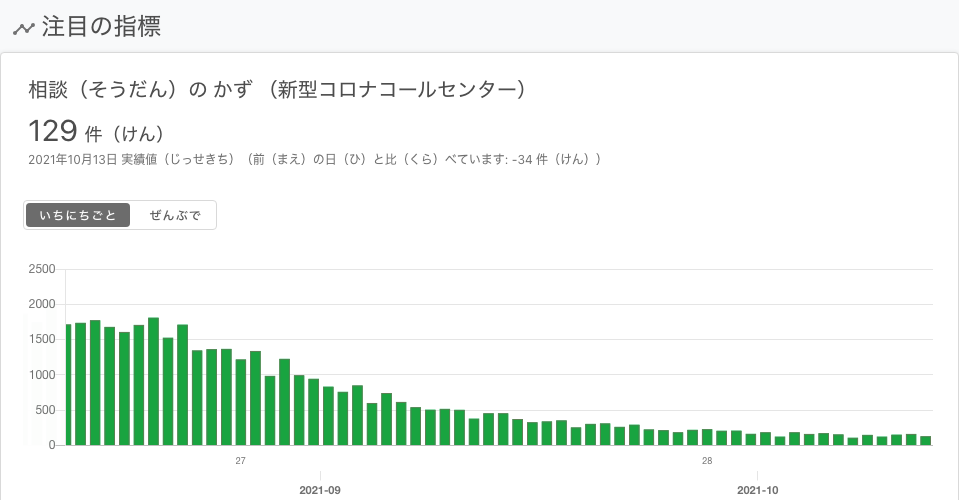 注目の指標
相談（そうだん）の かず （新型コロナコールセンター）
129 件（けん）
2021年10月13日 実績値（じっせきち）（前（まえ）の日（ひ）と比（くら）べています: -34 件（けん））
いちにちごと ぜんぶで
2500
2000
1500
1000
500
0
27 28
2021-09 2021-10